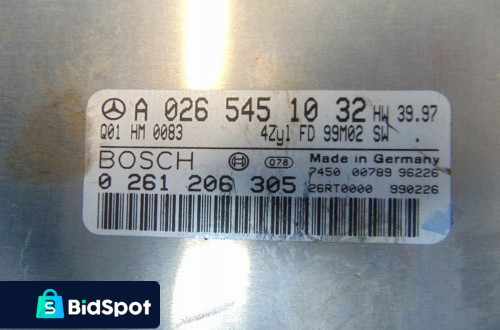 A 026 545 10 32 HW 39.97
Q01 HM 0083 4Zyl FD 99M02 SW .
BOSCH 078 Made in Germany
7450 00789 96226
0 261 206 305 26RT0000 990226
BidSpot